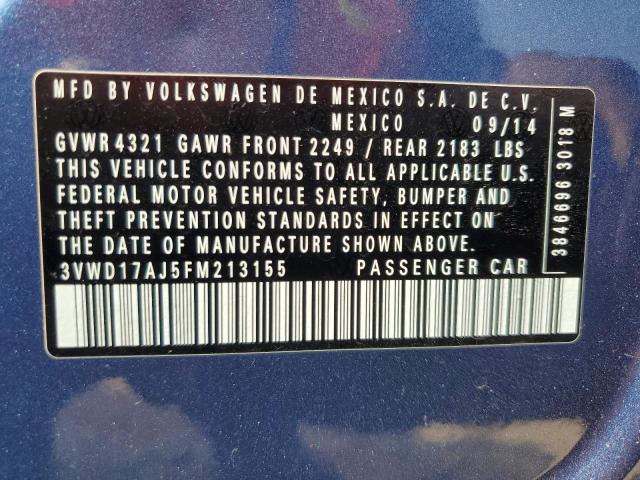 MFD BY VOLKSWAGEN DE MEXICO S.A. DE C.V.
MEXICO 09/14
GVWR 4321 GAWR FRONT 2249 / REAR 2183 LBS
THIS VEHICLE CONFORMS TO ALL APPLICABLE U.S.
FEDERAL MOTOR VEHICLE SAFETY, BUMPER AND
THEFT PREVENTION STANDARDS IN EFFECT ON
THE DATE OF MANUFACTURE SHOWN ABOVE.
3VWD17AJ5FM213155 PASSENGER CAR
3846696 3018 M